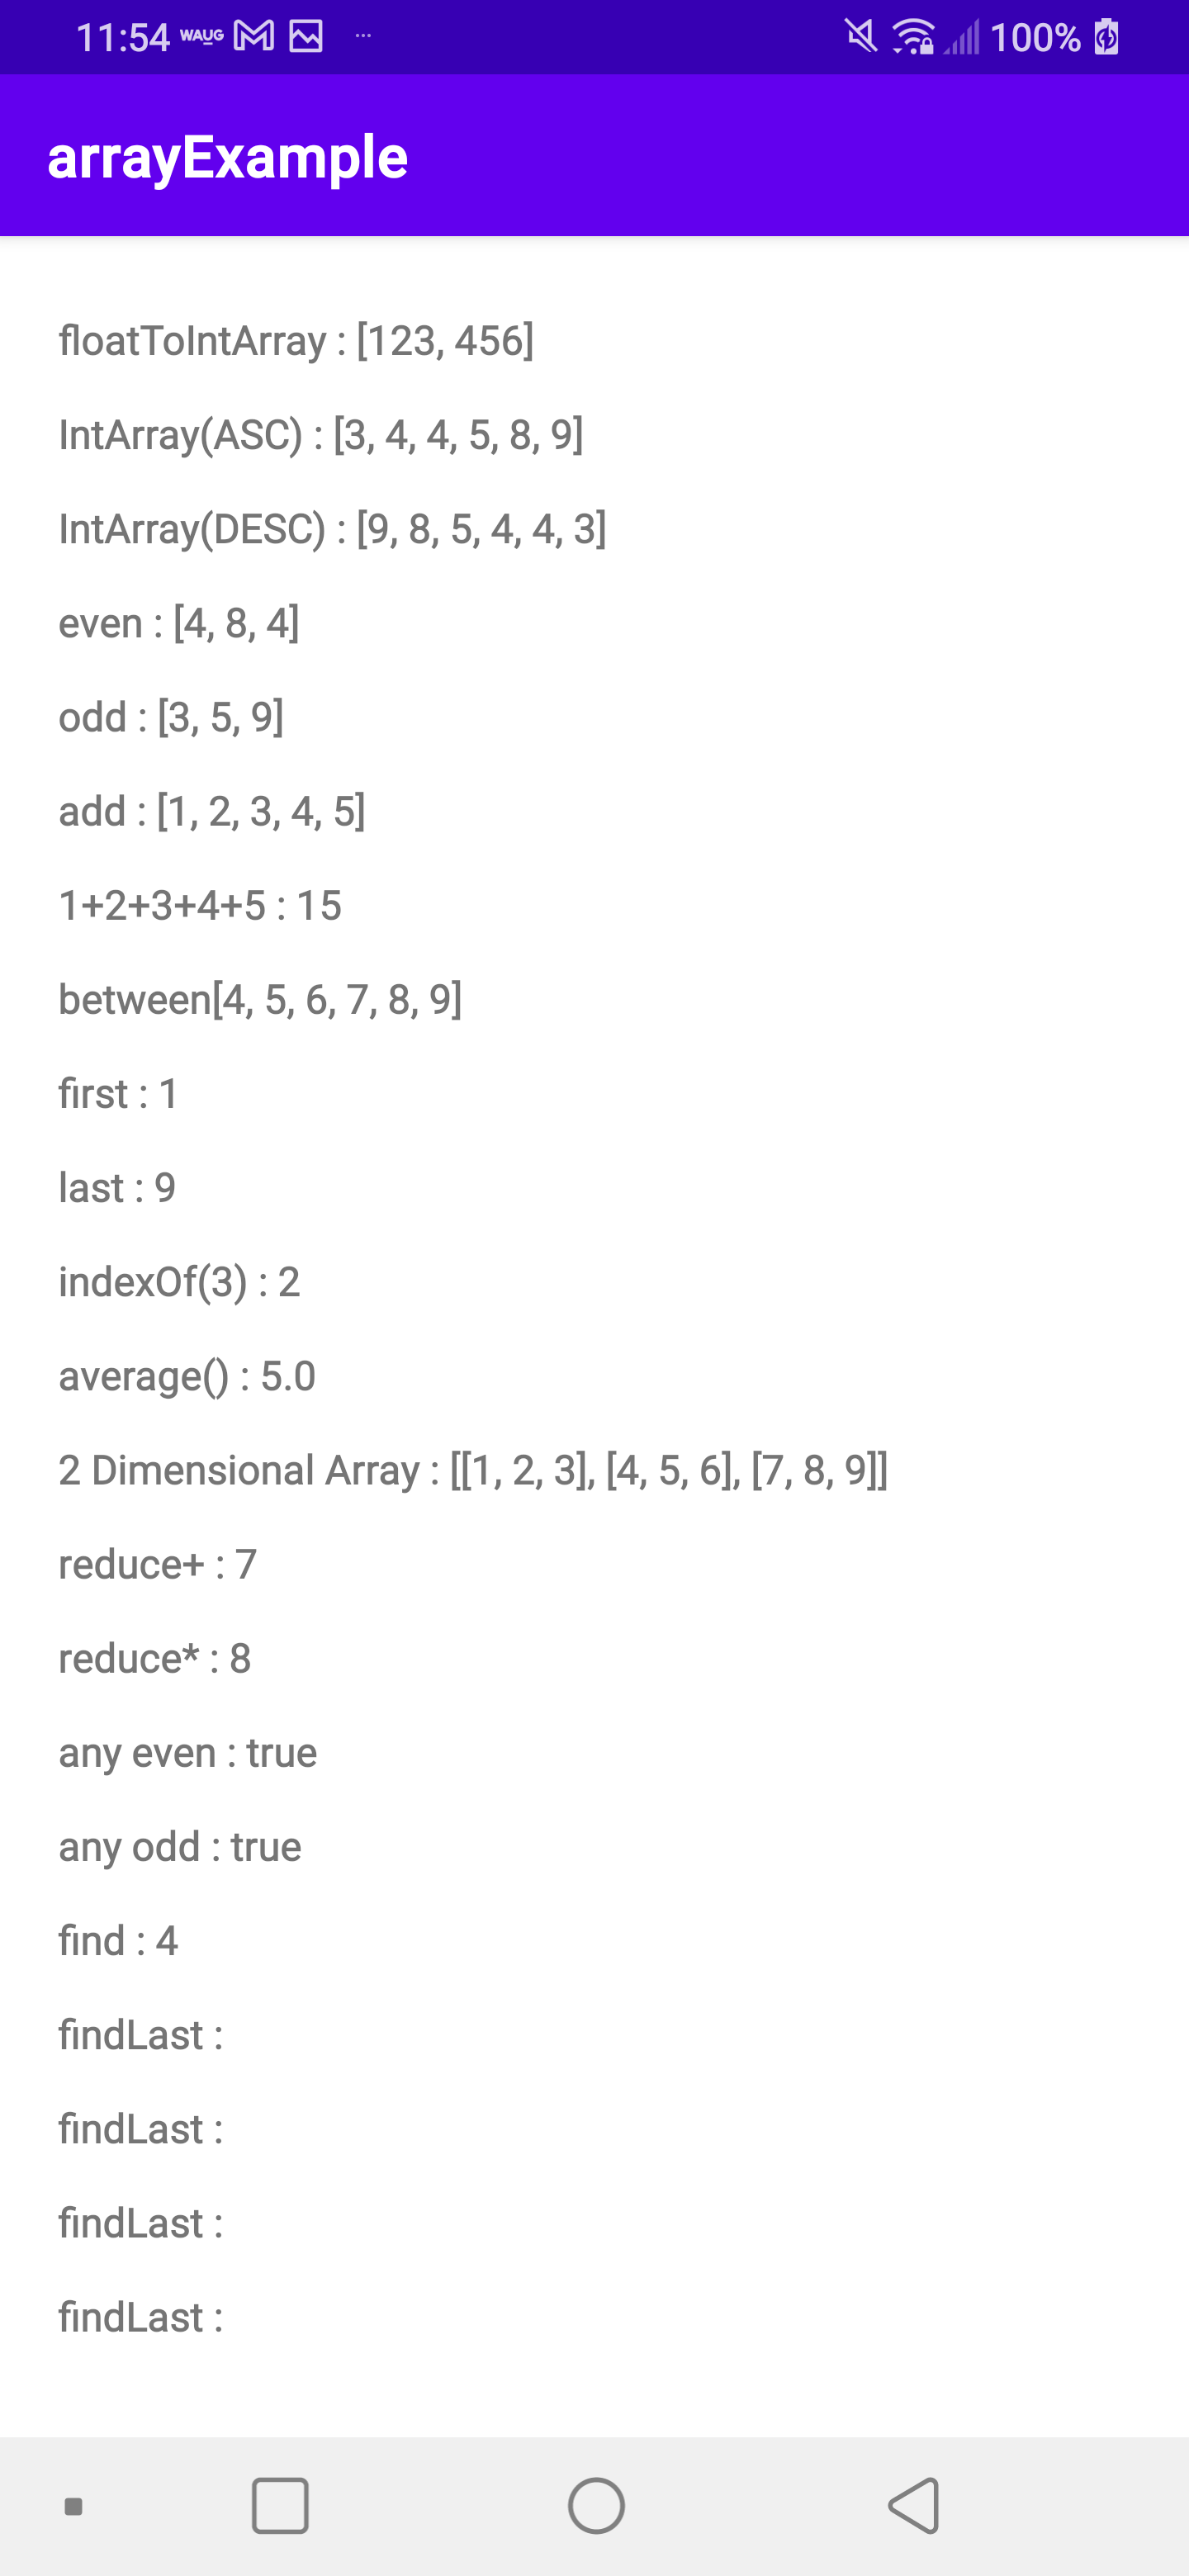 11:54 WAUG ... 100%
arrayExample
floatToIntArray : [123, 456]
IntArray(ASC) : [3, 4, 4, 5, 8, 9]
IntArray(DESC) : [9, 8, 5, 4, 4, 3]
even : [4, 8, 4]
odd : [3, 5, 9]
add : [1, 2, 3, 4, 5]
1+2+3+4+5 : 15
between[4, 5, 6, 7, 8, 9]
first : 1
last : 9
indexOf(3) : 2
average() : 5.0
2 Dimensional Array : [[1, 2, 3], [4, 5, 6], [7, 8, 9]]
reduce+ : 7
reduce* : 8
any even : true
any odd : true
find : 4
findLast :
findLast :
findLast :
findLast :